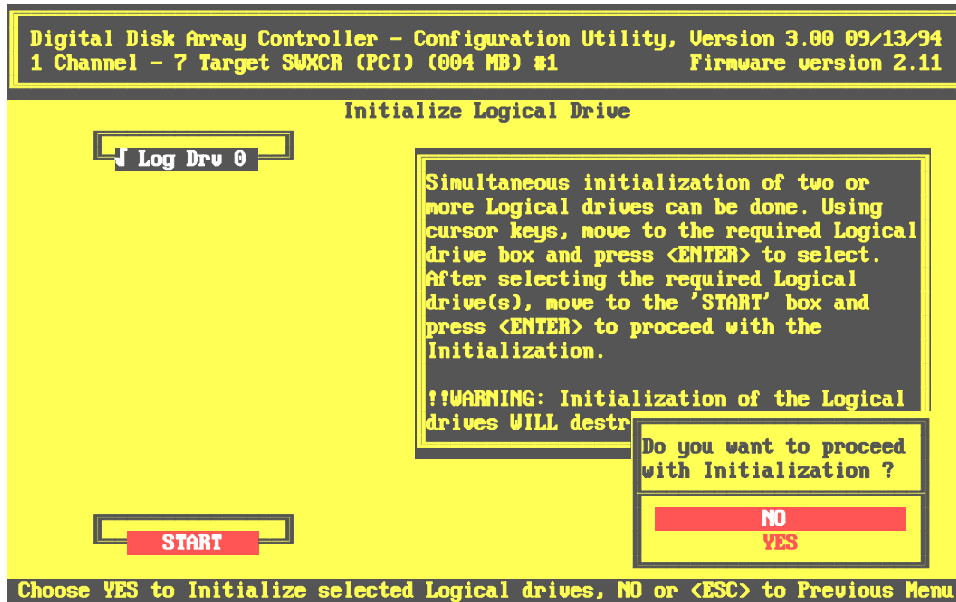 Digital Disk Array Controller – Configuration Utility, Version 3.00 09/13/94
1 Channel – 7 Target SWXCR (PCI) (004 MB) #1 Firmware version 2.11
Initialize Logical Drive
√ Log Drv 0
Simultaneous initialization of two or
more Logical drives can be done. Using
cursor keys, move to the required Logical
drive box and press <ENTER> to select.
After selecting the required Logical
drive(s), move to the 'START' box and
press <ENTER> to proceed with the
Initialization.
!!WARNING: Initialization of the Logical
drives WILL destr
Do you want to proceed
with Initialization ?
NO
YES
START
Choose YES to Initialize selected Logical drives, NO or <ESC> to Previous Menu